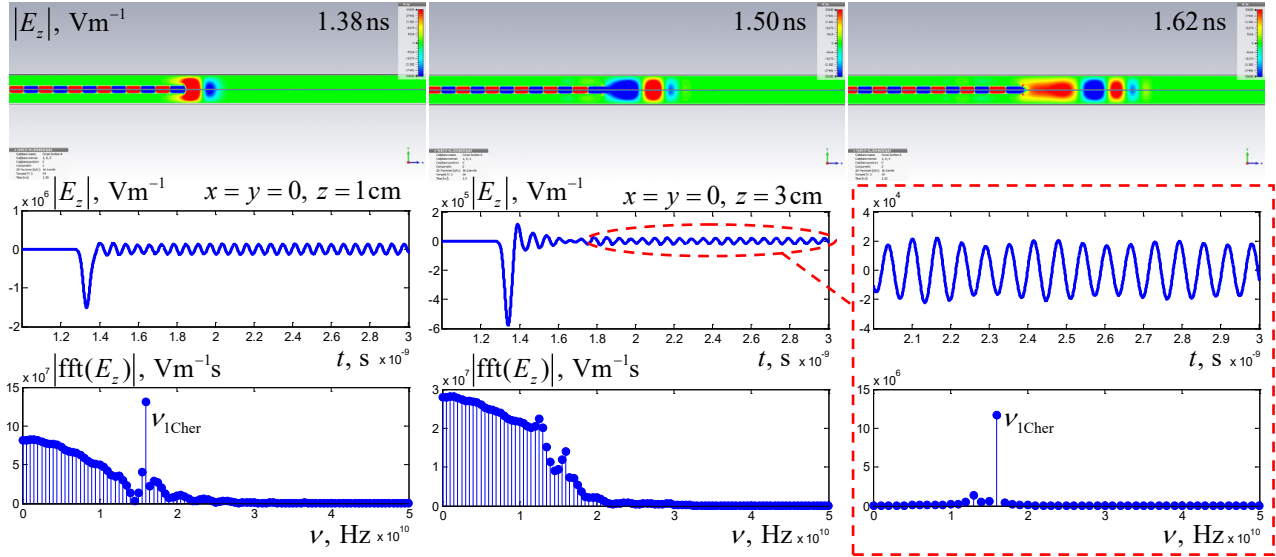 |E_z|, Vm⁻¹ 1.38 ns 1.50 ns 1.62 ns
|E_z|, Vm⁻¹ x = y = 0, z = 1 cm
× 10⁶
1
0
-1
-2
1 1.2 1.4 1.6 1.8 2 2.2 2.4 2.6 2.8 3
t, s × 10⁻⁹
|E_z|, Vm⁻¹ x = y = 0, z = 3 cm
× 10⁵
2
0
-2
-4
-6
1 1.2 1.4 1.6 1.8 2 2.2 2.4 2.6 2.8 3
t, s × 10⁻⁹
× 10⁴
4
2
0
-2
-4
2.1 2.2 2.3 2.4 2.5 2.6 2.7 2.8 2.9 3
t, s × 10⁻⁹
|fft(E_z)|, Vm⁻¹s
× 10⁷
15
10
5
0
ν_1Cher
0 1 2 3 4 5
ν, Hz × 10¹⁰
|fft(E_z)|, Vm⁻¹s
× 10⁷
3
2
1
0
0 1 2 3 4 5
ν, Hz × 10¹⁰
× 10⁶
15
10
5
0
ν_1Cher
0 1 2 3 4 5
ν, Hz × 10¹⁰